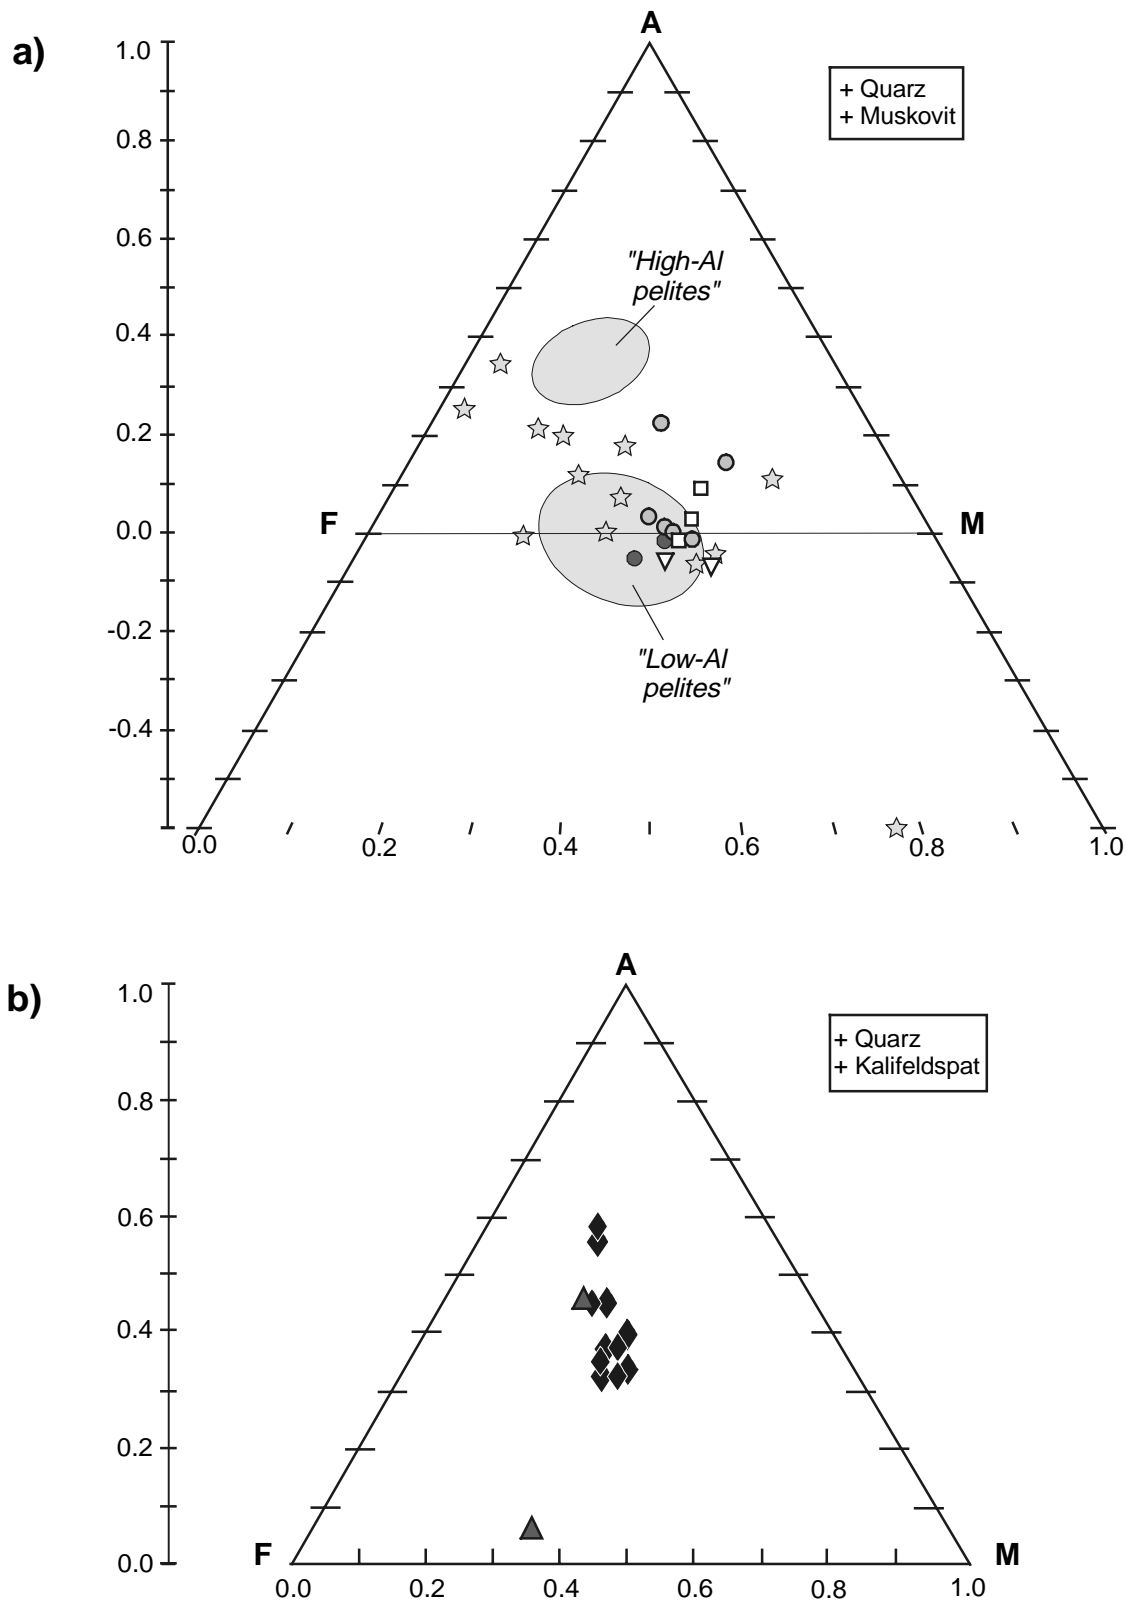 a)
A
1.0
+ Quarz
+ Muskovit
0.8
0.6
"High-Al
pelites"
0.4
0.2
F
M
0.0
-0.2
"Low-Al
pelites"
-0.4
0.0 0.2 0.4 0.6 0.8 1.0
b)
A
1.0
+ Quarz
+ Kalifeldspat
0.8
0.6
0.4
0.2
F
M
0.0
0.0 0.2 0.4 0.6 0.8 1.0